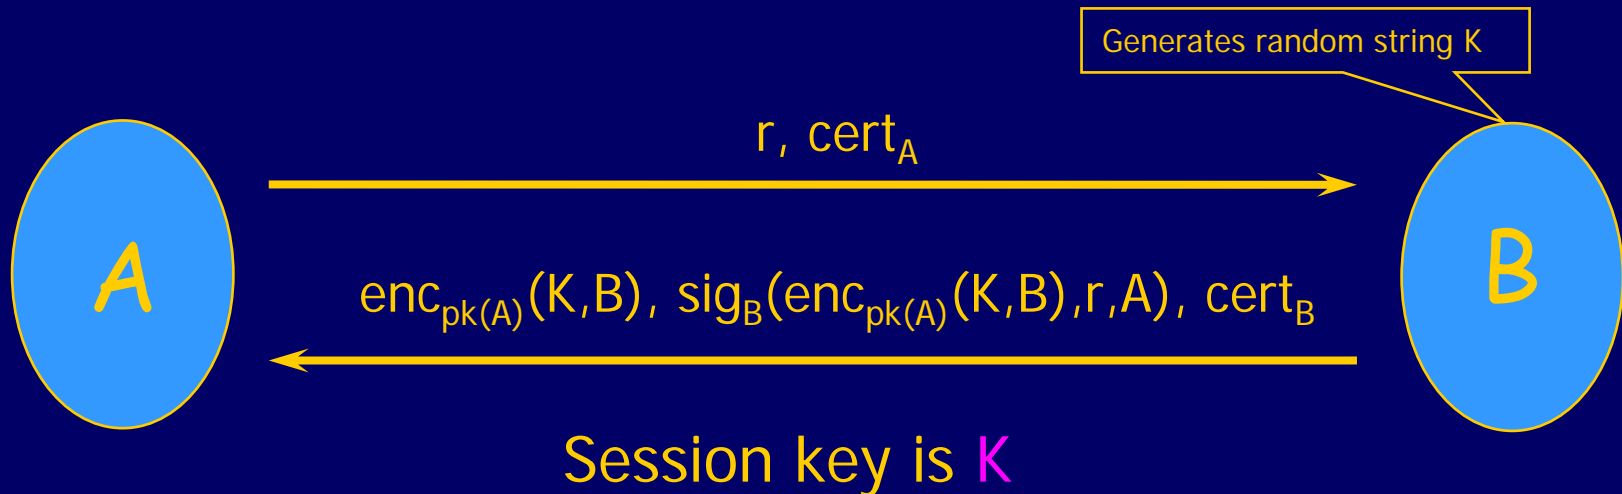 Generates random string K
r, cert_A
A
B
enc_pk(A)(K,B), sig_B(enc_pk(A)(K,B),r,A), cert_B
Session key is K